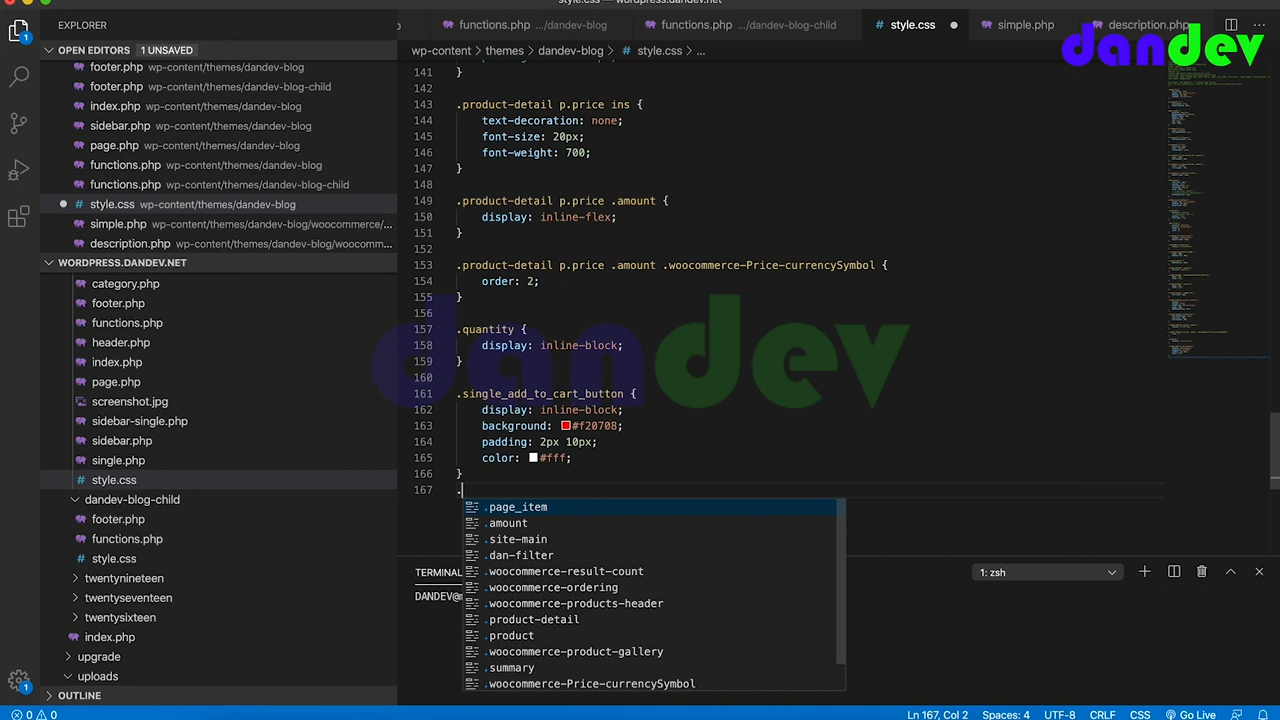 style.css — wordpress.dandev.net
EXPLORER
functions.php .../dandev-blog
functions.php .../dandev-blog-child
# style.css
simple.php
description.php
dandev
OPEN EDITORS 1 UNSAVED
wp-content > themes > dandev-blog > # style.css > ...
footer.php wp-content/themes/dandev-blog
footer.php wp-content/themes/dandev-blog-child
index.php wp-content/themes/dandev-blog
sidebar.php wp-content/themes/dandev-blog
page.php wp-content/themes/dandev-blog
functions.php wp-content/themes/dandev-blog
functions.php wp-content/themes/dandev-blog-child
# style.css wp-content/themes/dandev-blog
simple.php wp-content/themes/dandev-blog/woocommerce/...
description.php wp-content/themes/dandev-blog/woocomm...
WORDPRESS.DANDEV.NET
category.php
footer.php
functions.php
header.php
index.php
page.php
screenshot.jpg
sidebar-single.php
sidebar.php
single.php
# style.css
dandev-blog-child
footer.php
functions.php
# style.css
twentynineteen
twentyseventeen
twentysixteen
index.php
upgrade
uploads
OUTLINE
141 }
142
143 .product-detail p.price ins {
144 text-decoration: none;
145 font-size: 20px;
146 font-weight: 700;
147 }
148
149 .product-detail p.price .amount {
150 display: inline-flex;
151 }
152
153 .product-detail p.price .amount .woocommerce-Price-currencySymbol {
154 order: 2;
155 }
156
157 .quantity {
158 display: inline-block;
159 }
160
161 .single_add_to_cart_button {
162 display: inline-block;
163 background: #f20708;
164 padding: 2px 10px;
165 color: #fff;
166 }
167 .
dandev
.page_item
.amount
.site-main
.dan-filter
.woocommerce-result-count
.woocommerce-ordering
.woocommerce-products-header
.product-detail
.product
.woocommerce-product-gallery
.summary
.woocommerce-Price-currencySymbol
TERMINAL
1: zsh
DANDEV@m
1
1
0 0
Ln 167, Col 2 Spaces: 4 UTF-8 CRLF CSS Go Live